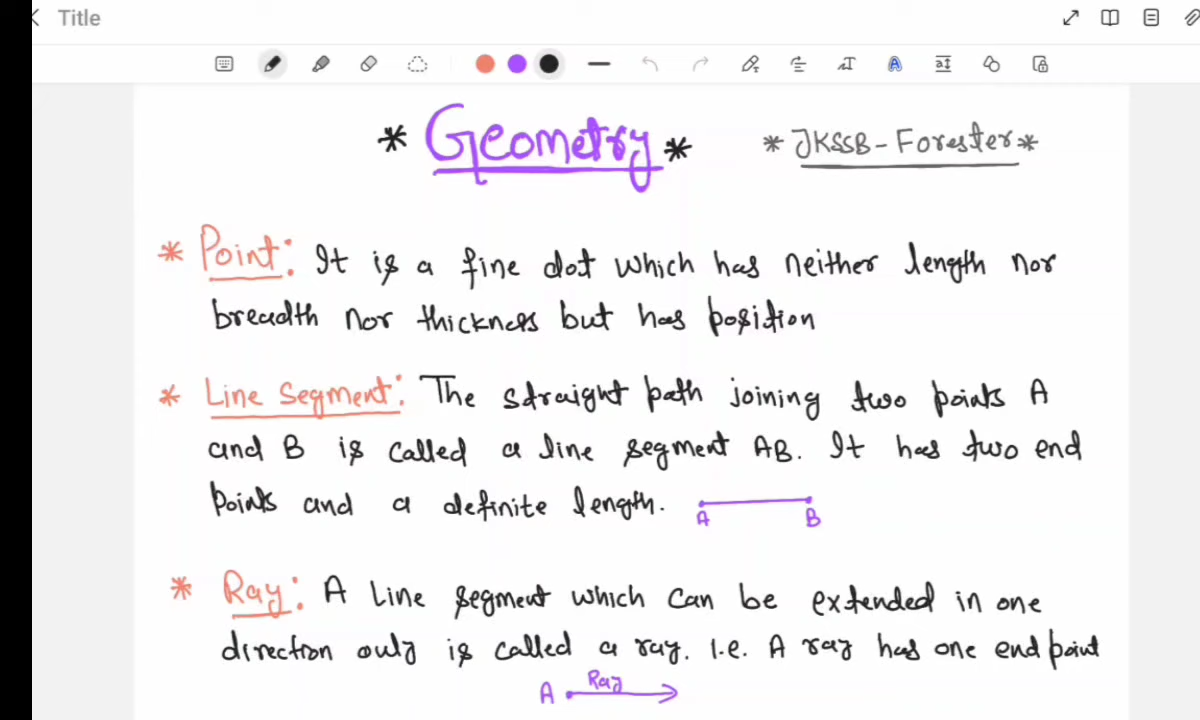 Title
* Geometry *
* JKSSB - Forester *
* Point: It is a fine dot which has neither length nor
breadth nor thickness but has position
* Line Segment: The straight path joining two points A
and B is called a line segment AB. It has two end
points and a definite length.
A B
* Ray: A Line segment which can be extended in one
direction only is called a ray. i.e. A ray has one end point
A Ray